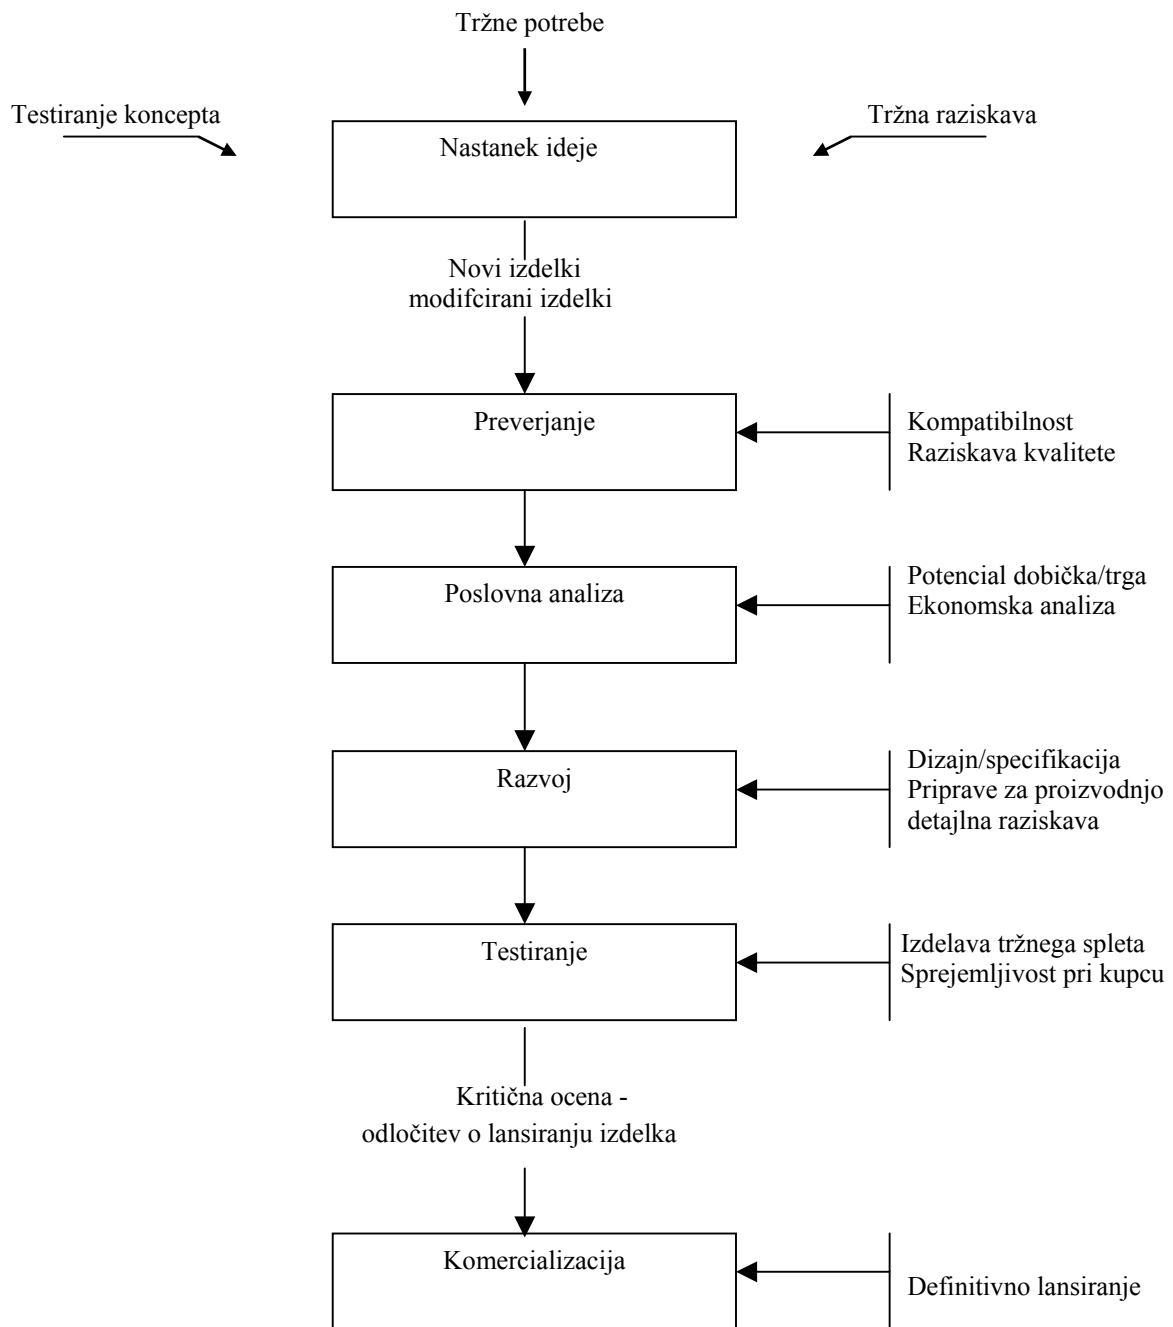 Tržne potrebe
Testiranje koncepta
Tržna raziskava
Nastanek ideje
Novi izdelki
modifcirani izdelki
Preverjanje
Kompatibilnost
Raziskava kvalitete
Poslovna analiza
Potencial dobička/trga
Ekonomska analiza
Razvoj
Dizajn/specifikacija
Priprave za proizvodnjo
detajlna raziskava
Testiranje
Izdelava tržnega spleta
Sprejemljivost pri kupcu
Kritična ocena -
odločitev o lansiranju izdelka
Komercializacija
Definitivno lansiranje